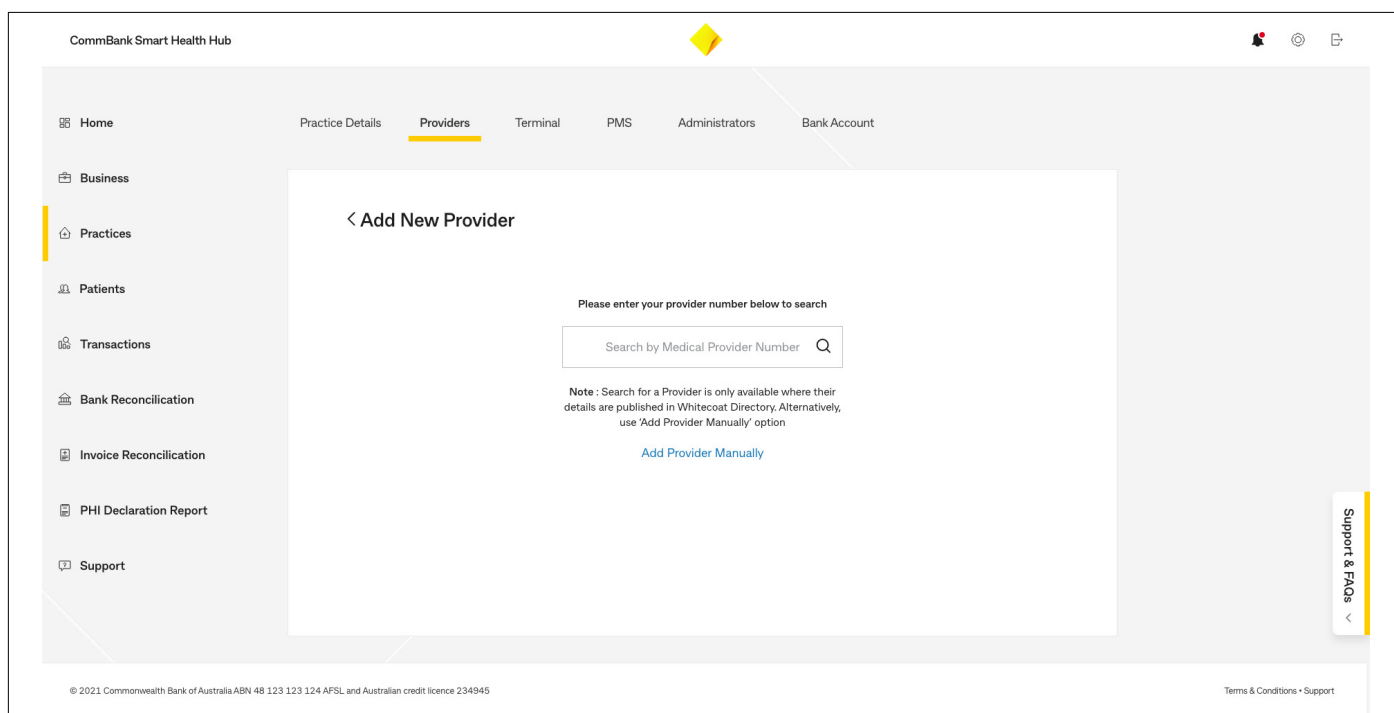 CommBank Smart Health Hub
Home
Business
Practices
Patients
Transactions
Bank Reconcilication
Invoice Reconcilication
PHI Declaration Report
Support
Practice Details Providers Terminal PMS Administrators Bank Account
< Add New Provider
Please enter your provider number below to search
Search by Medical Provider Number
Note : Search for a Provider is only available where their
details are published in Whitecoat Directory. Alternatively,
use 'Add Provider Manually' option
Add Provider Manually
Support & FAQs <
© 2021 Commonwealth Bank of Australia ABN 48 123 123 124 AFSL and Australian credit licence 234945
Terms & Conditions • Support